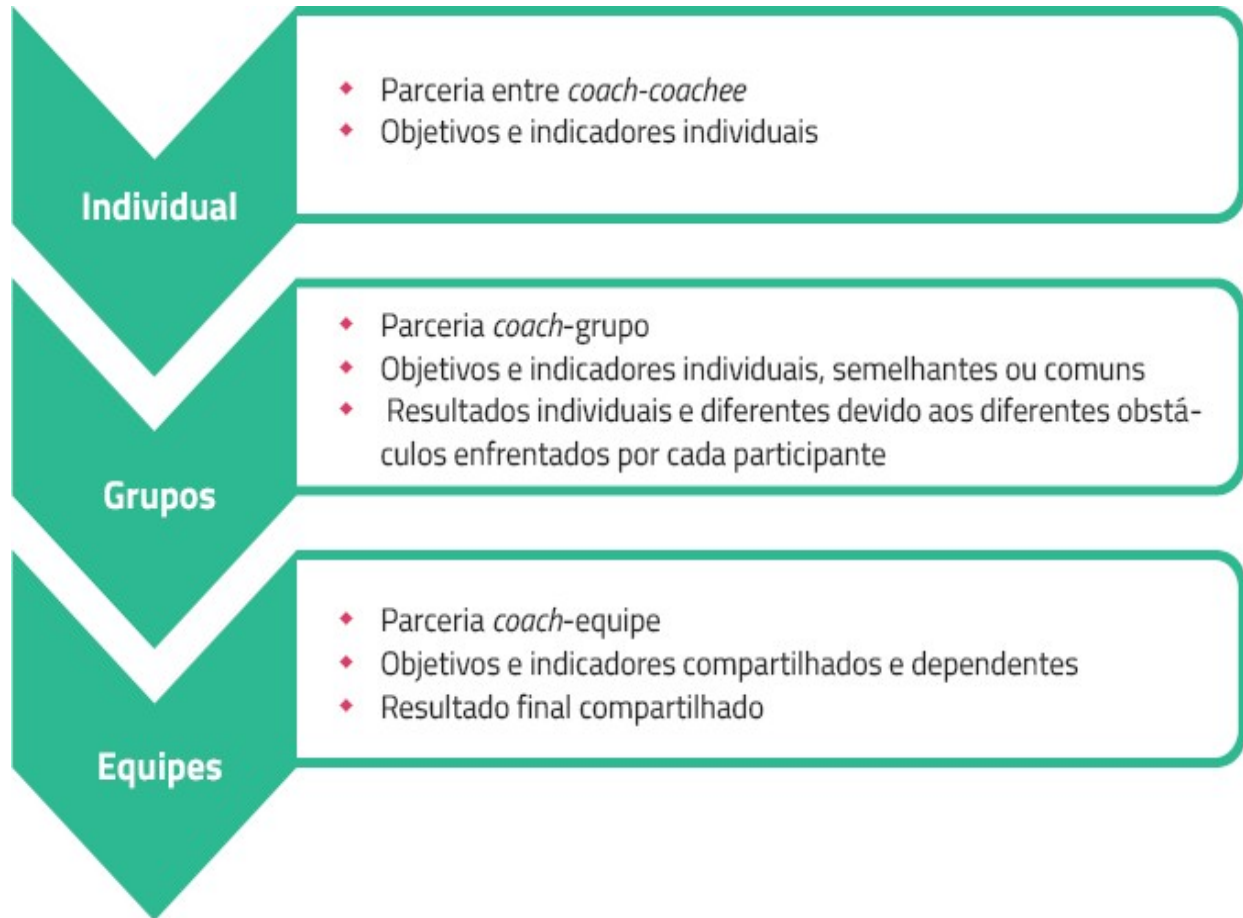 Individual
◆ Parceria entre coach-coachee
◆ Objetivos e indicadores individuais
Grupos
◆ Parceria coach-grupo
◆ Objetivos e indicadores individuais, semelhantes ou comuns
◆ Resultados individuais e diferentes devido aos diferentes obstá-
culos enfrentados por cada participante
Equipes
◆ Parceria coach-equipe
◆ Objetivos e indicadores compartilhados e dependentes
◆ Resultado final compartilhado